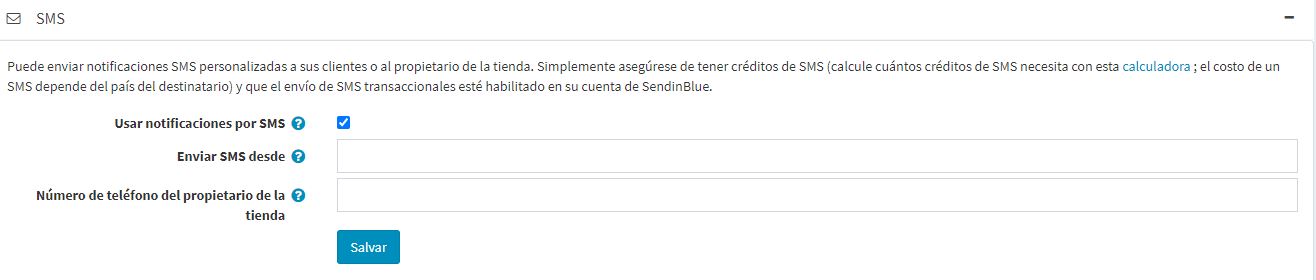 SMS
Puede enviar notificaciones SMS personalizadas a sus clientes o al propietario de la tienda. Simplemente asegúrese de tener créditos de SMS (calcule cuántos créditos de SMS necesita con esta calculadora ; el costo de un
SMS depende del país del destinatario) y que el envío de SMS transaccionales esté habilitado en su cuenta de SendinBlue.
Usar notificaciones por SMS ?
Enviar SMS desde ?
Número de teléfono del propietario de la ?
tienda
Salvar